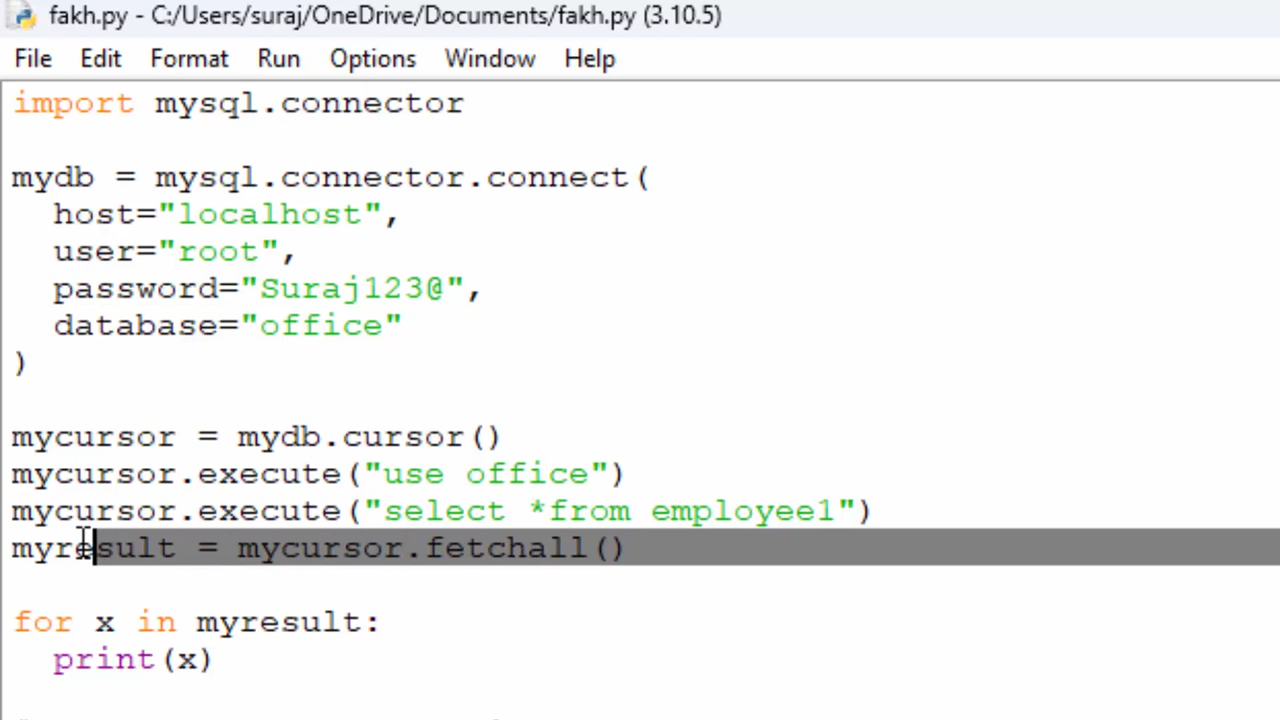 fakh.py - C:/Users/suraj/OneDrive/Documents/fakh.py (3.10.5)
File Edit Format Run Options Window Help
import mysql.connector
mydb = mysql.connector.connect(
  host="localhost",
  user="root",
  password="Suraj123@",
  database="office"
)
mycursor = mydb.cursor()
mycursor.execute("use office")
mycursor.execute("select *from employee1")
myresult = mycursor.fetchall()
for x in myresult:
  print(x)